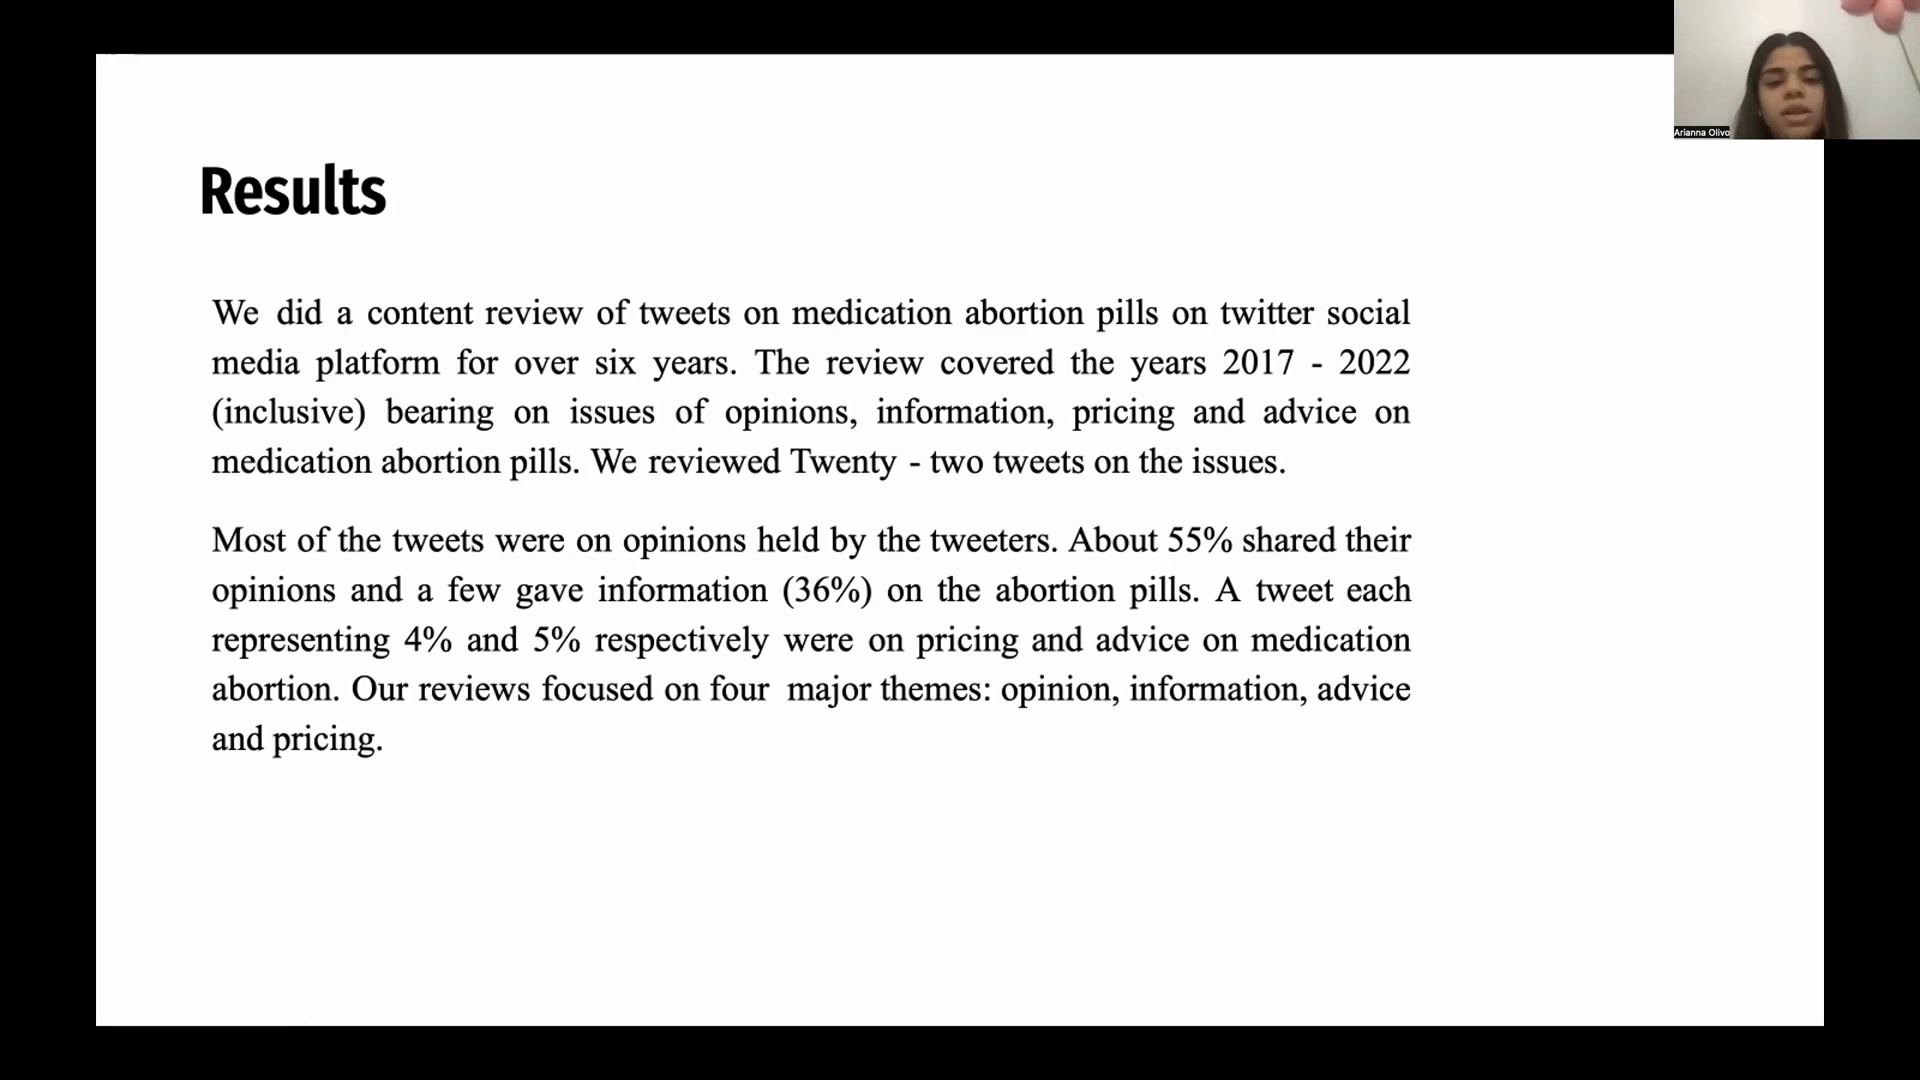 Arianna Olivo
Results
We did a content review of tweets on medication abortion pills on twitter social
media platform for over six years. The review covered the years 2017 - 2022
(inclusive) bearing on issues of opinions, information, pricing and advice on
medication abortion pills. We reviewed Twenty - two tweets on the issues.
Most of the tweets were on opinions held by the tweeters. About 55% shared their
opinions and a few gave information (36%) on the abortion pills. A tweet each
representing 4% and 5% respectively were on pricing and advice on medication
abortion. Our reviews focused on four major themes: opinion, information, advice
and pricing.